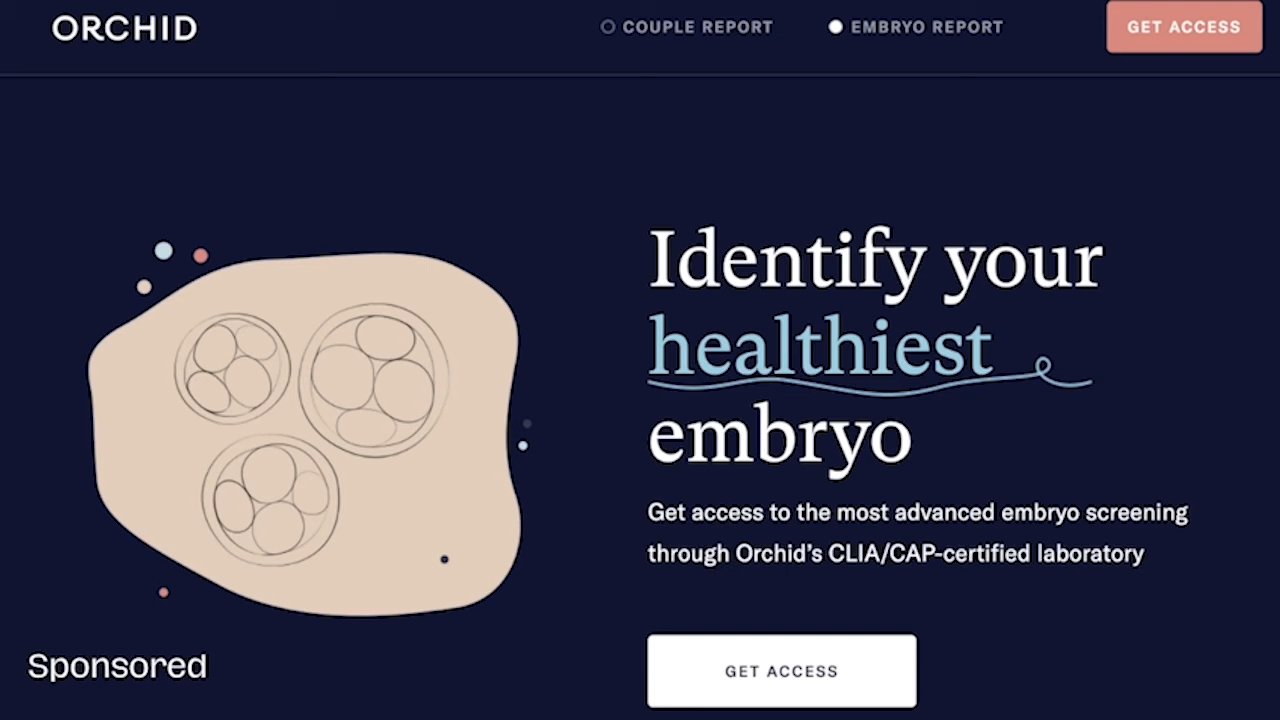 ORCHID
COUPLE REPORT
EMBRYO REPORT
GET ACCESS
Identify your
healthiest
embryo
Get access to the most advanced embryo screening
through Orchid’s CLIA/CAP-certified laboratory
GET ACCESS
Sponsored